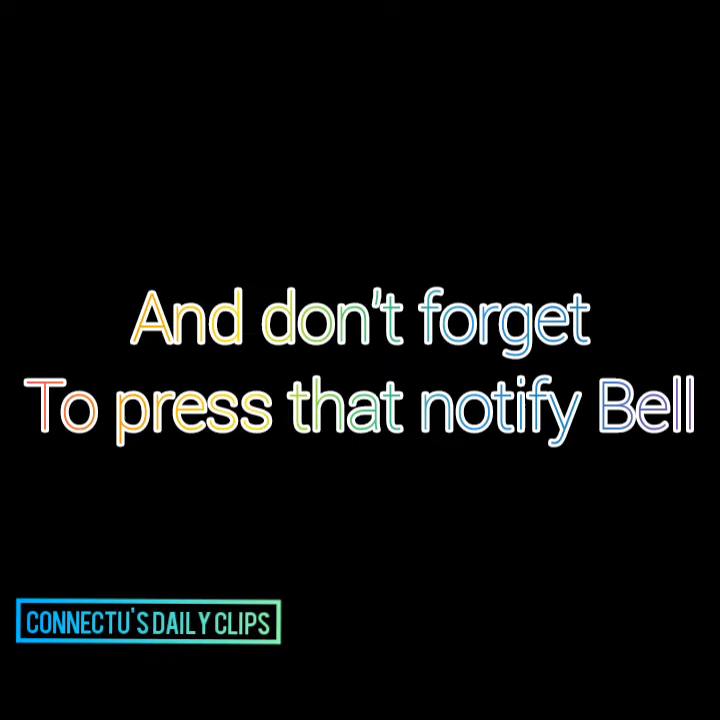 And don't forget
To press that notify Bell
CONNECTU'S DAILY CLIPS